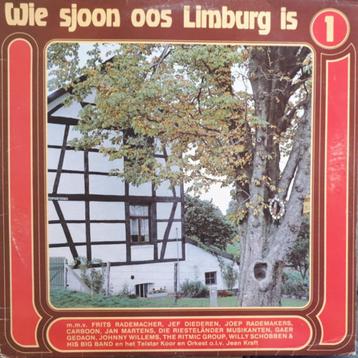 Wie sjoon oos Limburg is 1
m.m.v. FRITS RADEMACHER, JEF DIEDEREN, JOEP RADEMAKERS,
CARBOON, JAN MARTENS, DIE RIESTELÄNDER MUSIKANTEN, GAER
GEDAON, JOHNNY WILLEMS, THE RITMIC GROUP, WILLY SCHOBBEN &
HIS BIG BAND en het Telstar Koor en Orkest o.l.v. Jean Kraft